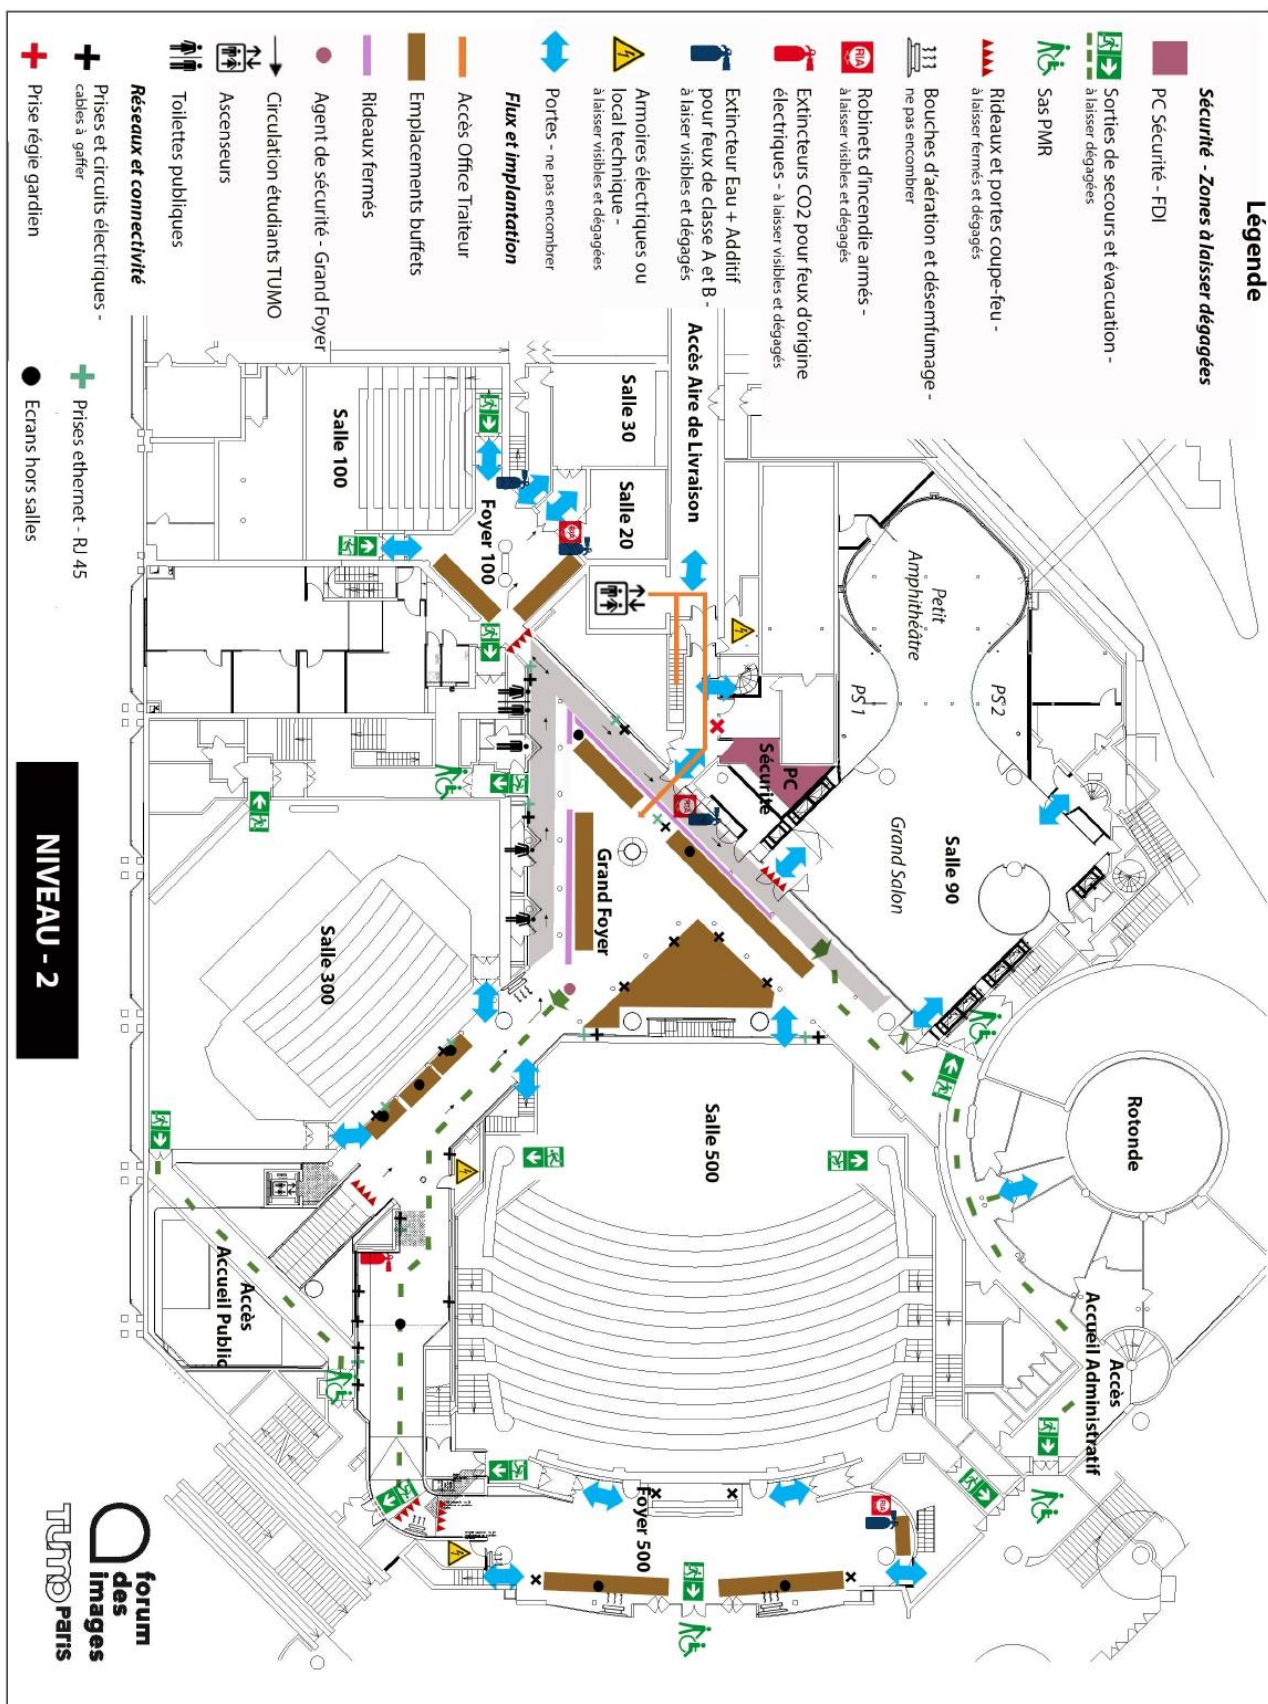 Légende
Sécurité - Zones à laisser dégagées
PC Sécurité - FDI
Sorties de secours et évacuation -
à laisser dégagées
Sas PMR
Rideaux et portes coupe-feu -
à laisser fermés et dégagés
Bouches d'aération et désemfumage -
ne pas encombrer
Robinets d'incendie armés -
à laisser visibles et dégagés
Extincteurs CO2 pour feux d'origine
électriques - à laisser visibles et dégagés
Extincteur Eau + Additif
pour feux de classe A et B -
à laiser visibles et dégagés
Armoires électriques ou
local technique -
à laisser visibles et dégagées
Portes - ne pas encombrer
Flux et implantation
Accès Office Traiteur
Emplacements buffets
Rideaux fermés
Agent de sécurité - Grand Foyer
Circulation étudiants TUMO
Ascenseurs
Toilettes publiques
Réseaux et connectivité
Prises et circuits électriques -
cables à gaffer
Prise régie gardien
Prises ethernet - RJ 45
Ecrans hors salles
Accès Aire de Livraison
Salle 30
Salle 20
Salle 100
Foyer 100
Petit
Amphithéâtre
PS 1
PS 2
PC
Sécurité
Salle 90
Grand Salon
Grand Foyer
Salle 300
Salle 500
Rotonde
Accès
Accueil Administratif
Accès
Accueil Public
Foyer 500
RIA
RIA
RIA
RIA
NIVEAU - 2
forum
des
images
TUMO PARIS